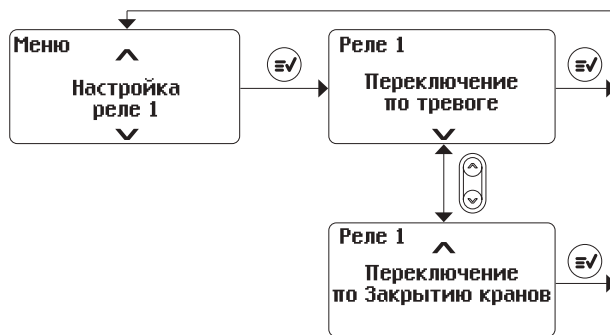 Меню
Настройка
реле 1
Реле 1
Переключение
по тревоге
Реле 1
Переключение
по Закрытию кранов